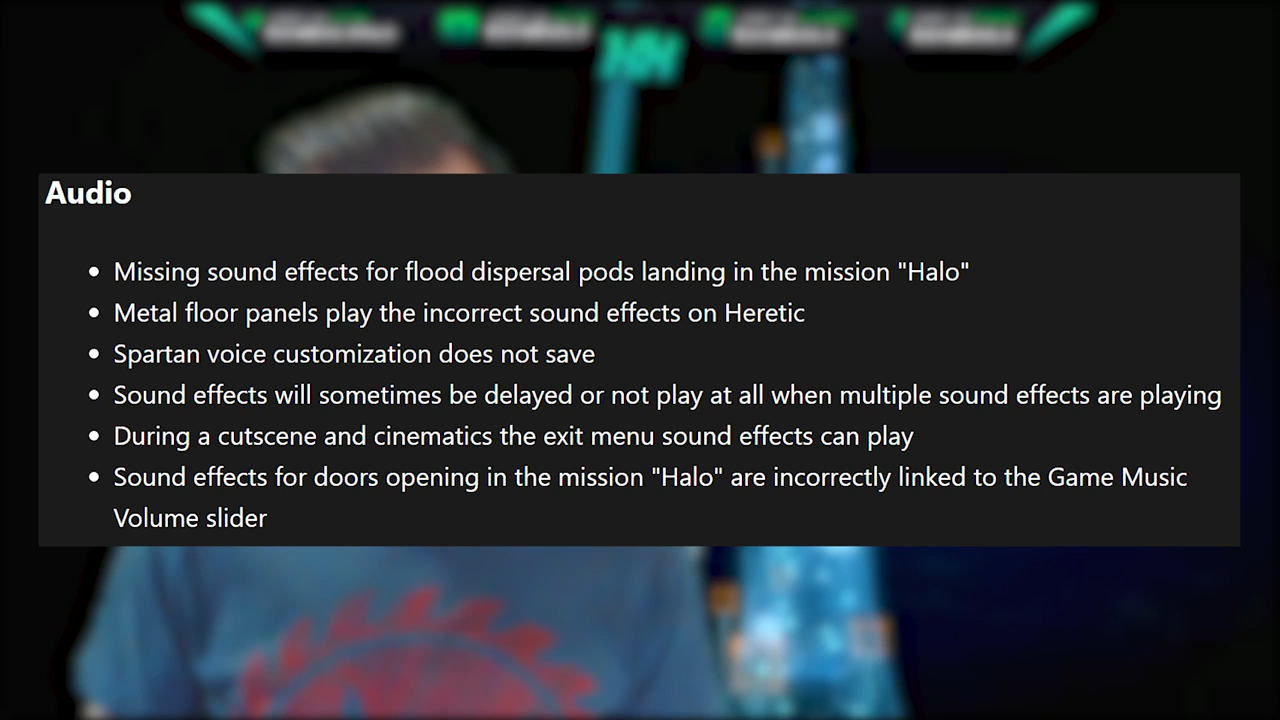 Audio
• Missing sound effects for flood dispersal pods landing in the mission "Halo"
• Metal floor panels play the incorrect sound effects on Heretic
• Spartan voice customization does not save
• Sound effects will sometimes be delayed or not play at all when multiple sound effects are playing
• During a cutscene and cinematics the exit menu sound effects can play
• Sound effects for doors opening in the mission "Halo" are incorrectly linked to the Game Music
Volume slider